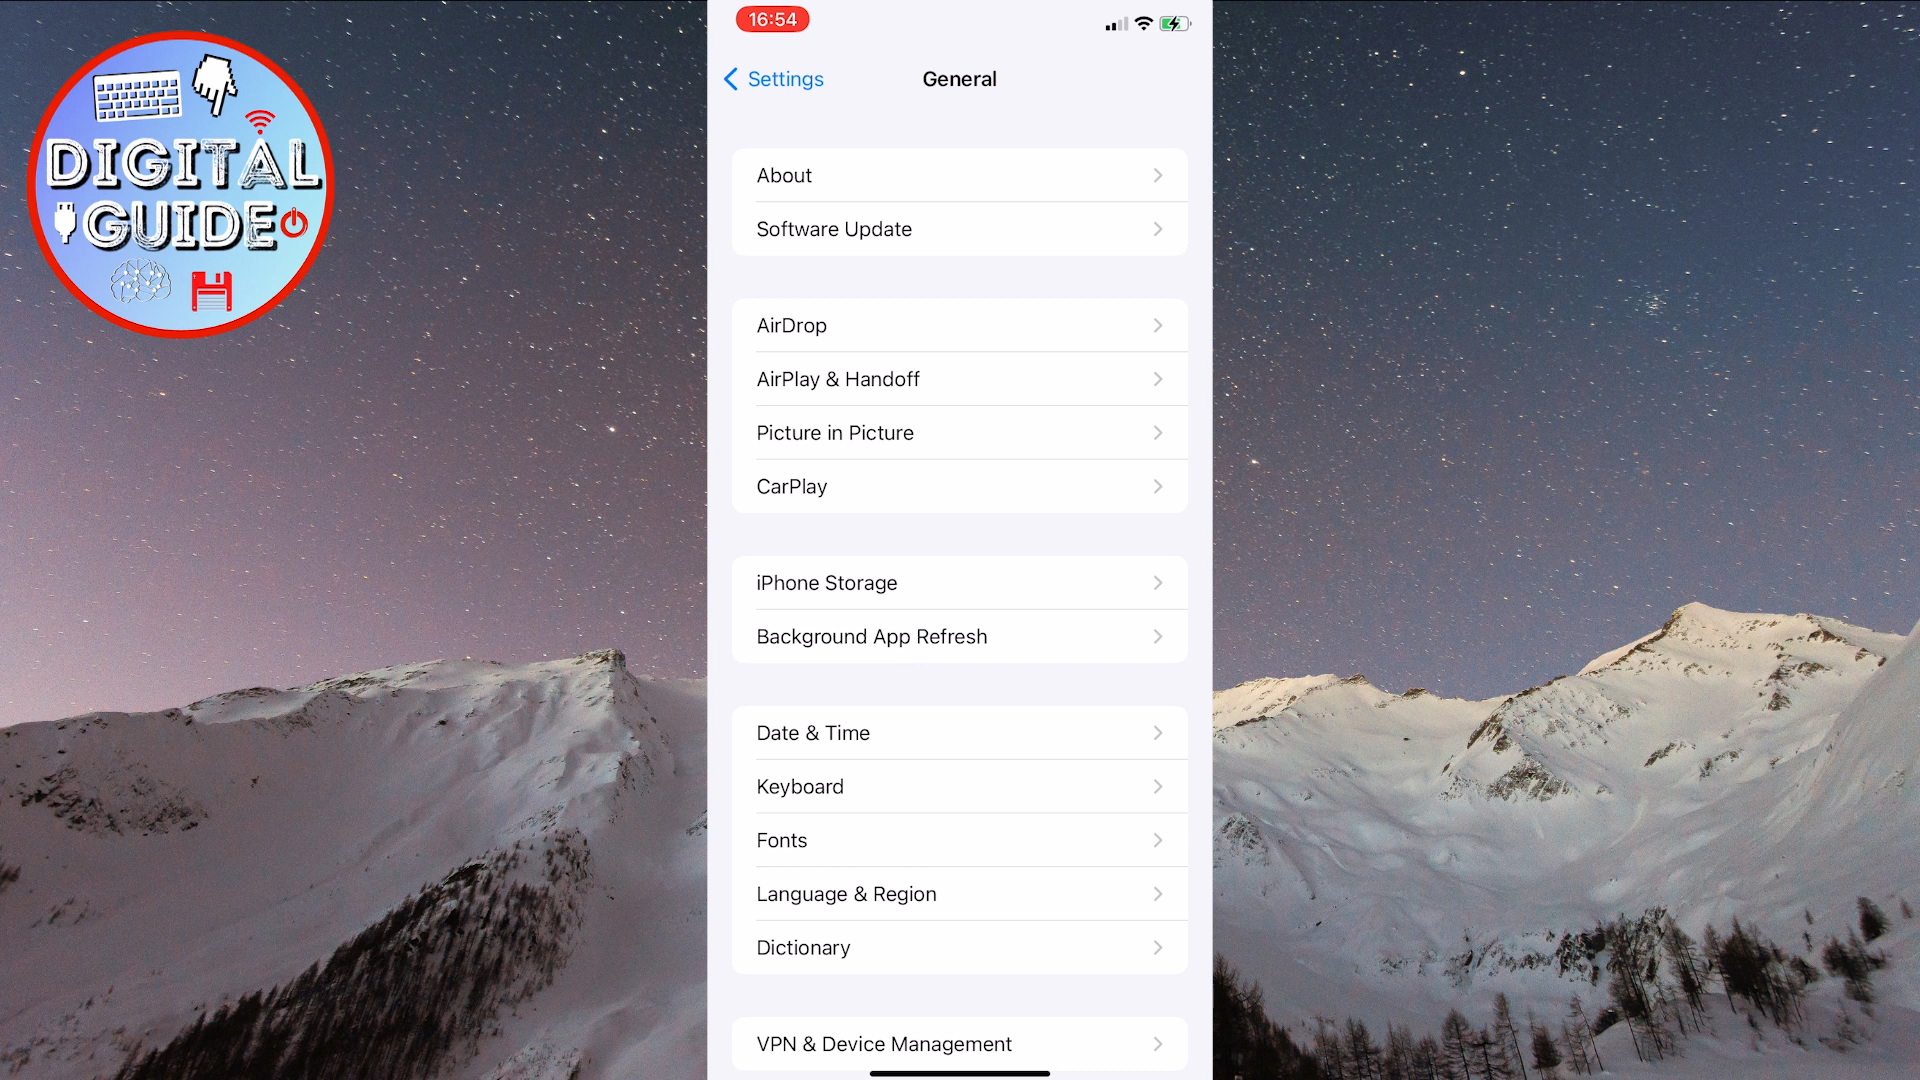 DIGITAL
GUIDE
16:54
Settings
General
About
Software Update
AirDrop
AirPlay & Handoff
Picture in Picture
CarPlay
iPhone Storage
Background App Refresh
Date & Time
Keyboard
Fonts
Language & Region
Dictionary
VPN & Device Management